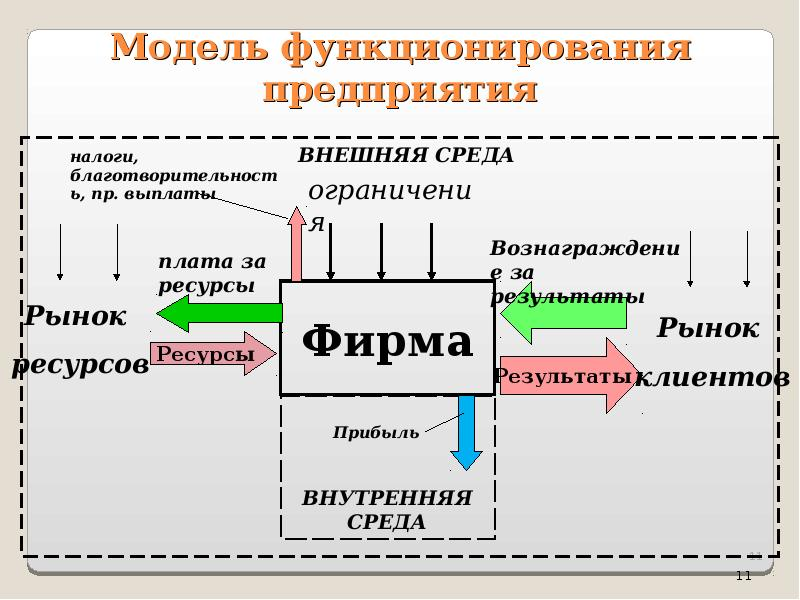 Модель функционирования
предприятия
налоги,
благотворительност
ь, пр. выплаты
ВНЕШНЯЯ СРЕДА
ограничени
я
плата за
ресурсы
Вознаграждени
е за
результаты
Рынок
ресурсов
Ресурсы
Фирма
Результаты
Рынок
клиентов
Прибыль
ВНУТРЕННЯЯ
СРЕДА
11
11